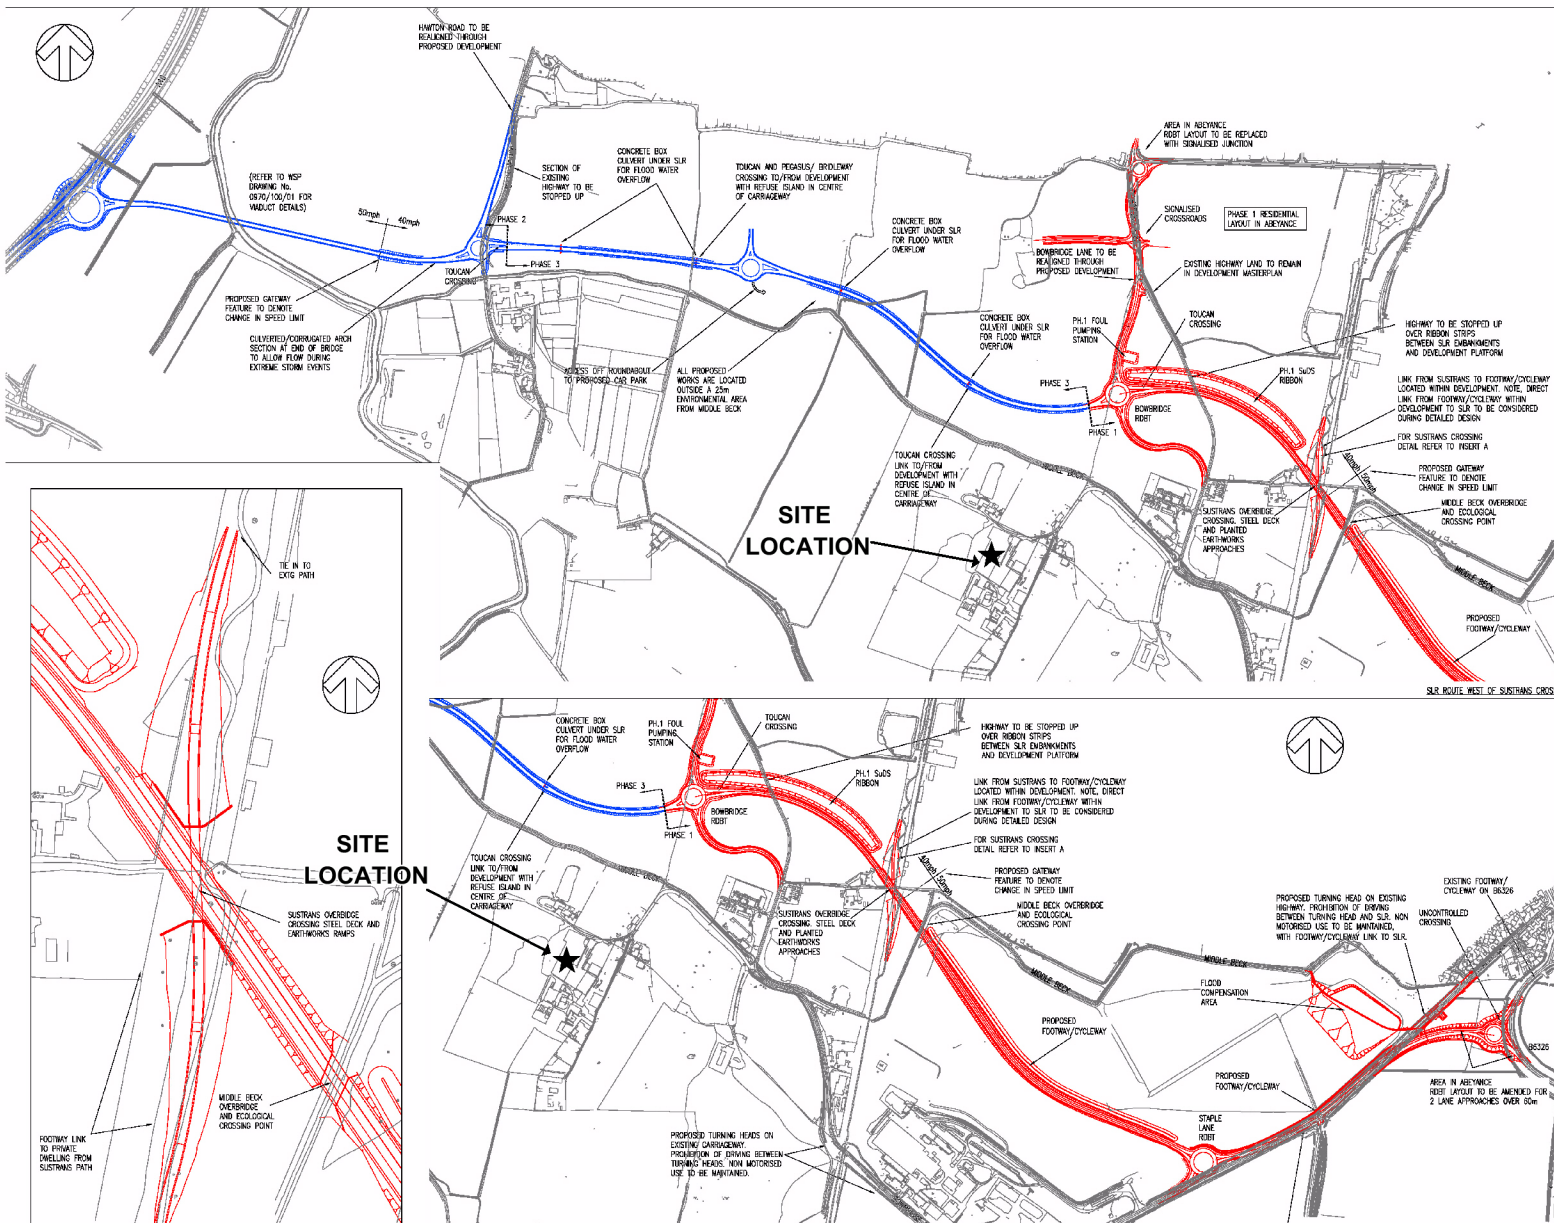 HAWTON ROAD TO BE
REALIGNED THROUGH
PROPOSED DEVELOPMENT
(REFER TO WSP
DRAWING No.
0970/100/01 FOR
VIADUCT DETAILS)
50mph
40mph
SECTION OF
EXISTING
HIGHWAY TO BE
STOPPED UP
CONCRETE BOX
CULVERT UNDER SLR
FOR FLOOD WATER
OVERFLOW
TOUCAN AND PEGASUS/ BRIDLEWAY
CROSSING TO/FROM DEVELOPMENT
WITH REFUSE ISLAND IN CENTRE
OF CARRIAGEWAY
PHASE 2
PHASE 3
TOUCAN
CROSSING
CONCRETE BOX
CULVERT UNDER SLR
FOR FLOOD WATER
OVERFLOW
AREA IN ABEYANCE
RDBT LAYOUT TO BE REPLACED
WITH SIGNALISED JUNCTION
SIGNALISED
CROSSROADS
PHASE 1 RESIDENTIAL
LAYOUT IN ABEYANCE
BOWBRIDGE LANE TO BE
REALIGNED THROUGH
PROPOSED DEVELOPMENT
EXISTING HIGHWAY LAND TO REMAIN
IN DEVELOPMENT MASTERPLAN
PROPOSED GATEWAY
FEATURE TO DENOTE
CHANGE IN SPEED LIMIT
CULVERTED/CORRUGATED ARCH
SECTION AT END OF BRIDGE
TO ALLOW FLOW DURING
EXTREME STORM EVENTS
ACCESS OFF ROUNDABOUT
TO PROPOSED CAR PARK
ALL PROPOSED
WORKS ARE LOCATED
OUTSIDE A 25m
ENVIRONMENTAL AREA
FROM MIDDLE BECK
CONCRETE BOX
CULVERT UNDER SLR
FOR FLOOD WATER
OVERFLOW
PH.1 FOUL
PUMPING
STATION
TOUCAN
CROSSING
HIGHWAY TO BE STOPPED UP
OVER RIBBON STRIPS
BETWEEN SLR EMBANKMENTS
AND DEVELOPMENT PLATFORM
PH.1 SuDS
RIBBON
PHASE 3
PHASE 1
BOWBRIDGE
RDBT
LINK FROM SUSTRANS TO FOOTWAY/CYCLEWAY
LOCATED WITHIN DEVELOPMENT. NOTE, DIRECT
LINK FROM FOOTWAY/CYCLEWAY WITHIN
DEVELOPMENT TO SLR TO BE CONSIDERED
DURING DETAILED DESIGN
FOR SUSTRANS CROSSING
DETAIL REFER TO INSERT A
40mph
50mph
PROPOSED GATEWAY
FEATURE TO DENOTE
CHANGE IN SPEED LIMIT
MIDDLE BECK OVERBRIDGE
AND ECOLOGICAL
CROSSING POINT
TOUCAN CROSSING
LINK TO/FROM
DEVELOPMENT WITH
REFUSE ISLAND IN
CENTRE OF
CARRIAGEWAY
MIDDLE BECK
SUSTRANS OVERBRIDGE
CROSSING. STEEL DECK
AND PLANTED
EARTHWORKS
APPROACHES
SITE
LOCATION
MIDDLE BECK
PROPOSED
FOOTWAY/CYCLEWAY
SLR ROUTE WEST OF SUSTRANS CROS
TIE IN TO
EXTG PATH
SUSTRANS OVERBIDGE
CROSSING STEEL DECK AND
EARTHWORKS RAMPS
MIDDLE BECK
OVERBRIDGE
AND ECOLOGICAL
CROSSING POINT
FOOTWAY LINK
TO PRIVATE
DWELLING FROM
SUSTRANS PATH
SITE
LOCATION
CONCRETE BOX
CULVERT UNDER SLR
FOR FLOOD WATER
OVERFLOW
PH.1 FOUL
PUMPING
STATION
TOUCAN
CROSSING
HIGHWAY TO BE STOPPED UP
OVER RIBBON STRIPS
BETWEEN SLR EMBANKMENTS
AND DEVELOPMENT PLATFORM
PH.1 SuDS
RIBBON
PHASE 3
PHASE 1
BOWBRIDGE
RDBT
LINK FROM SUSTRANS TO FOOTWAY/CYCLEWAY
LOCATED WITHIN DEVELOPMENT. NOTE, DIRECT
LINK FROM FOOTWAY/CYCLEWAY WITHIN
DEVELOPMENT TO SLR TO BE CONSIDERED
DURING DETAILED DESIGN
FOR SUSTRANS CROSSING
DETAIL REFER TO INSERT A
40mph
50mph
PROPOSED GATEWAY
FEATURE TO DENOTE
CHANGE IN SPEED LIMIT
MIDDLE BECK OVERBRIDGE
AND ECOLOGICAL
CROSSING POINT
TOUCAN CROSSING
LINK TO/FROM
DEVELOPMENT WITH
REFUSE ISLAND IN
CENTRE OF
CARRIAGEWAY
MIDDLE BECK
SUSTRANS OVERBRIDGE
CROSSING. STEEL DECK
AND PLANTED
EARTHWORKS
APPROACHES
MIDDLE BECK
MIDDLE BECK
PROPOSED TURNING HEAD ON EXISTING
HIGHWAY. PROHIBITION OF DRIVING
BETWEEN TURNING HEAD AND SLR. NON
MOTORISED USE TO BE MAINTAINED,
WITH FOOTWAY/CYCLEWAY LINK TO SLR.
EXISTING FOOTWAY/
CYCLEWAY ON B6326
UNCONTROLLED
CROSSING
FLOOD
COMPENSATION
AREA
PROPOSED
FOOTWAY/CYCLEWAY
B6326
PROPOSED
FOOTWAY/CYCLEWAY
AREA IN ABEYANCE
RDBT LAYOUT TO BE AMENDED FOR
2 LANE APPROACHES OVER 60m
STAPLE
LANE
RDBT
PROPOSED TURNING HEADS ON
EXISTING CARRIAGEWAY.
PROHIBITION OF DRIVING BETWEEN
TURNING HEADS. NON MOTORISED
USE TO BE MAINTAINED.